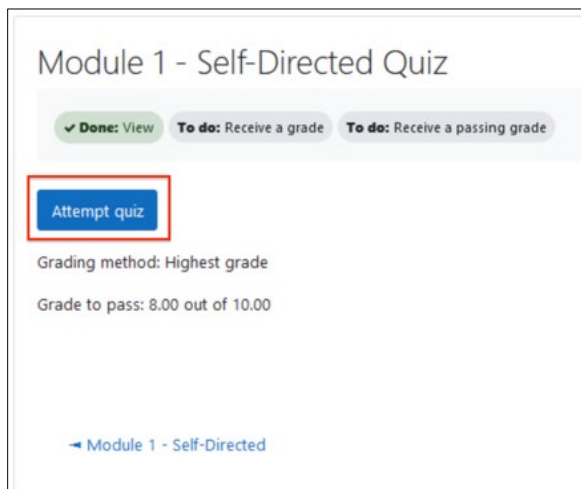 Module 1 - Self-Directed Quiz
✓ Done: View To do: Receive a grade To do: Receive a passing grade
Attempt quiz
Grading method: Highest grade
Grade to pass: 8.00 out of 10.00
◄ Module 1 - Self-Directed